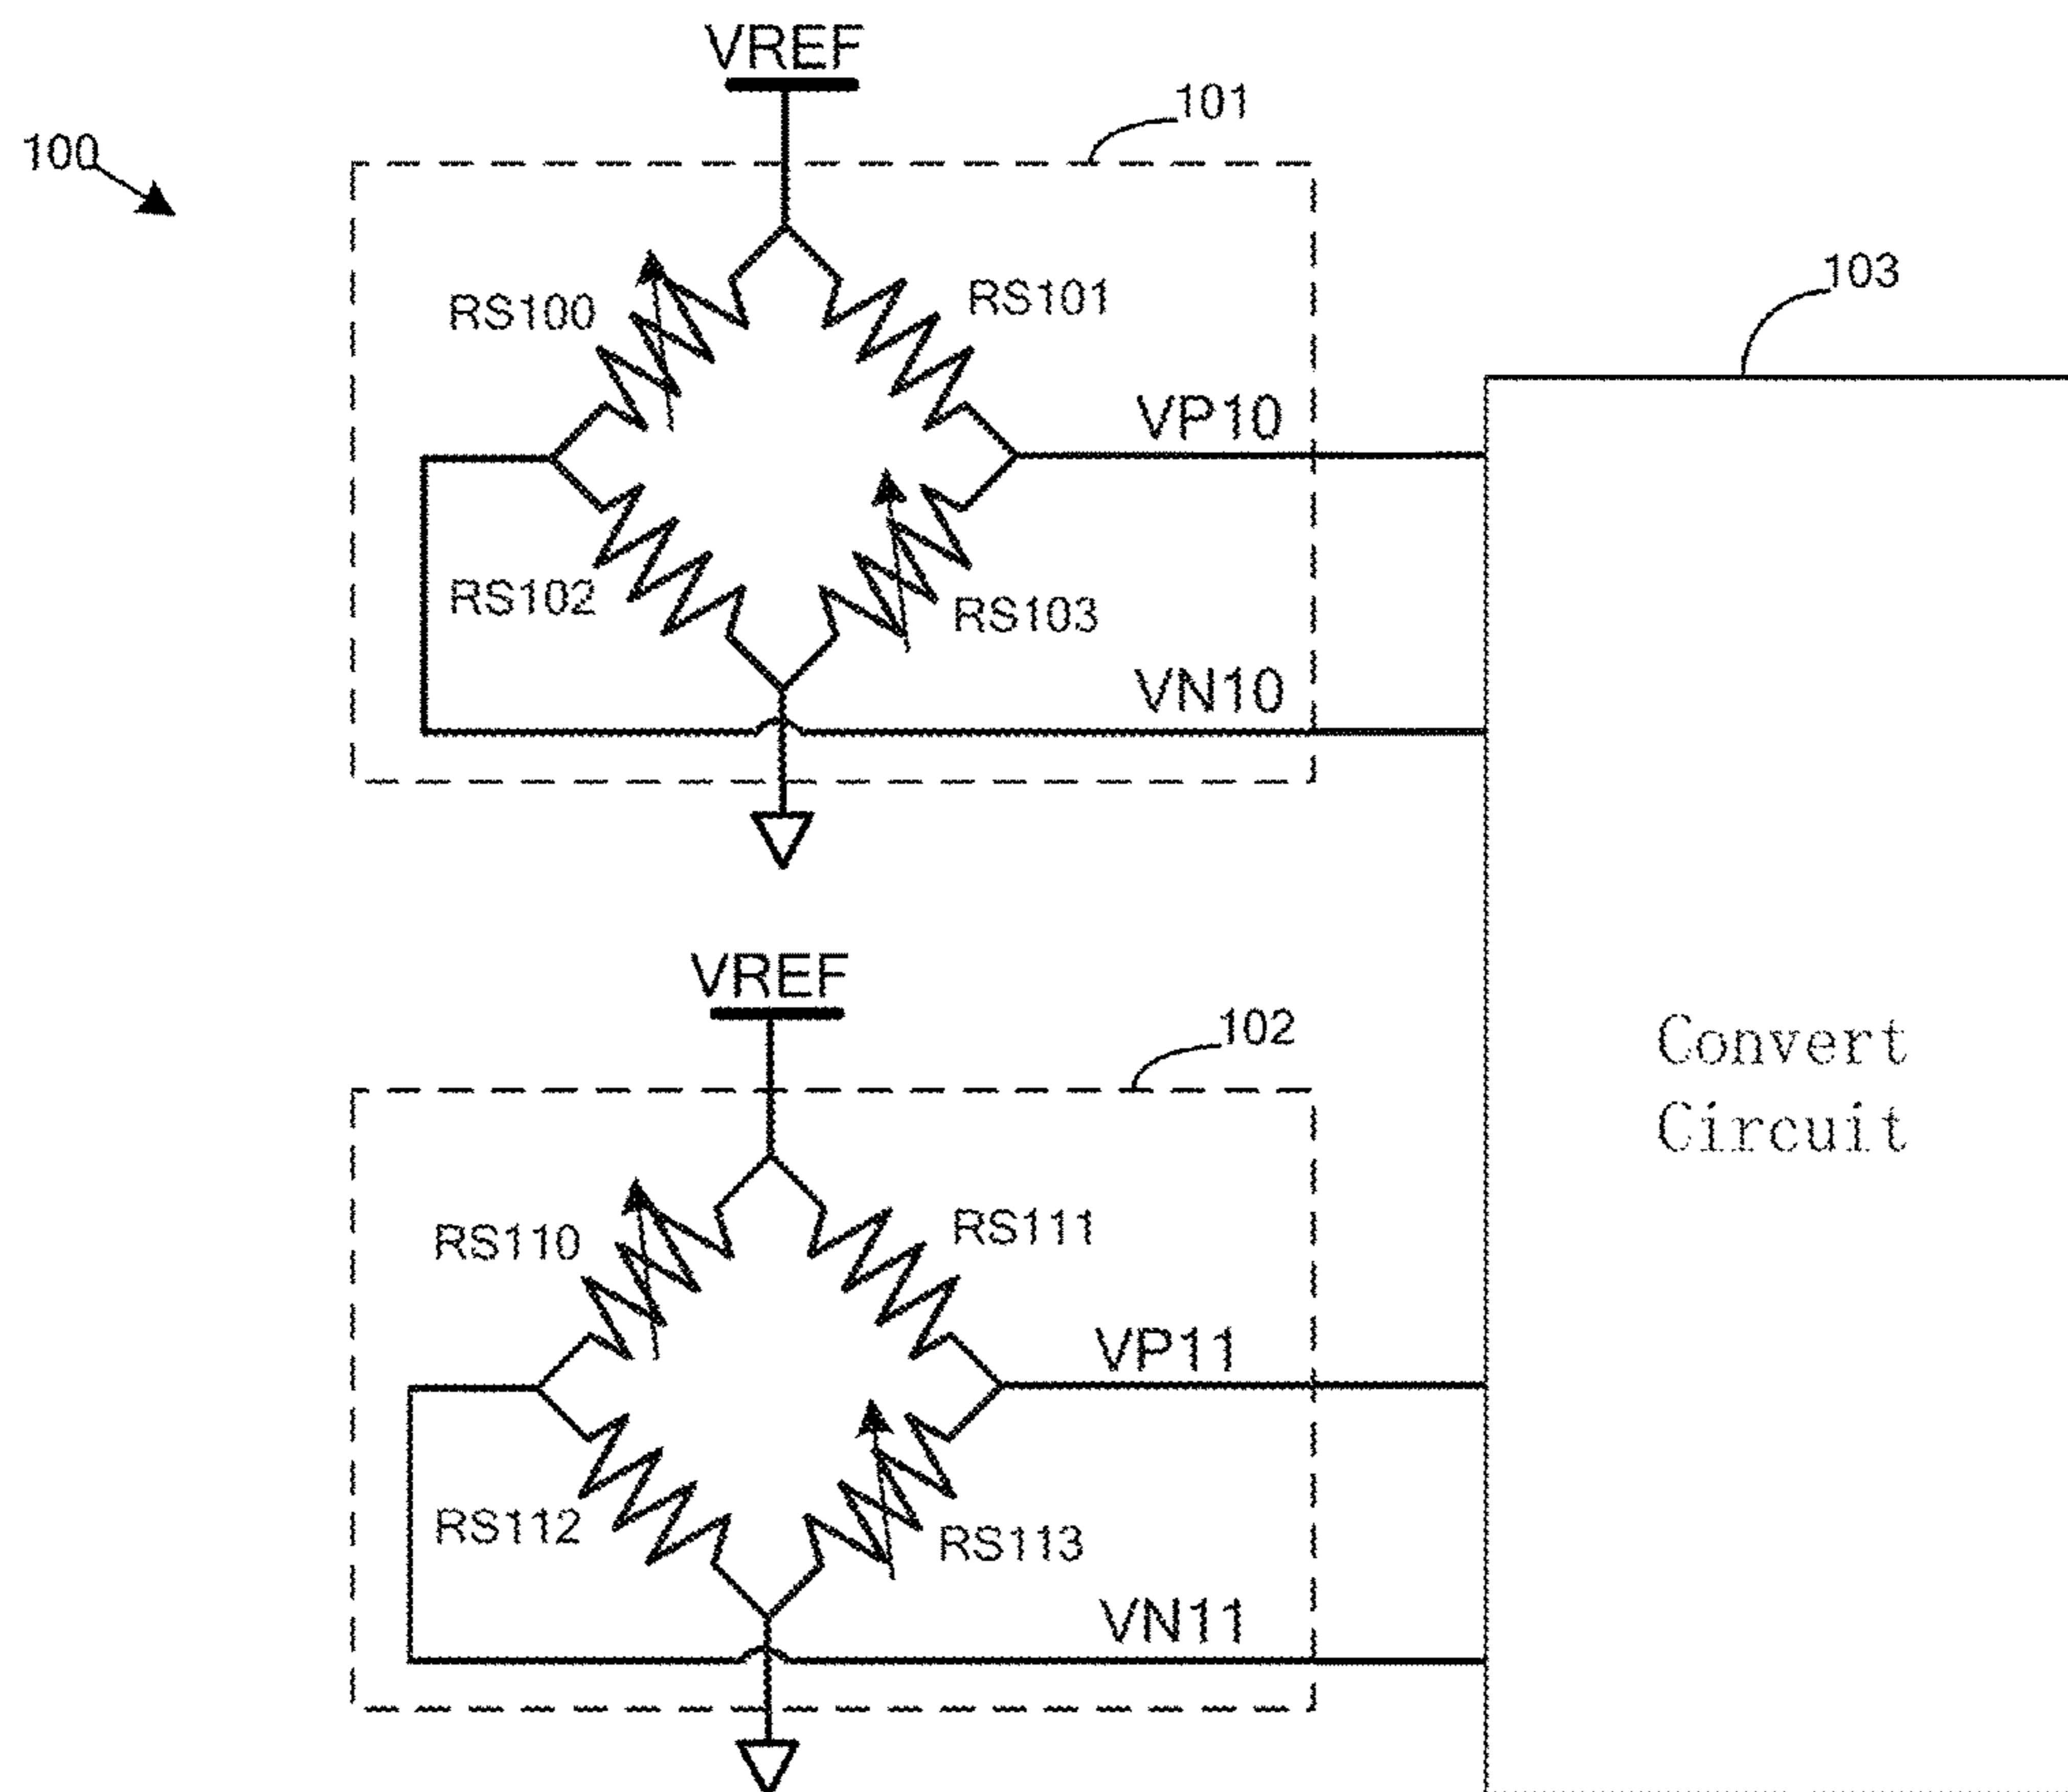 VREF
101
100
103
RS100
RS101
VP10
RS102
RS103
VN10
VREF
102
Convert
Circuit
RS110
RS111
VP11
RS112
RS113
VN11